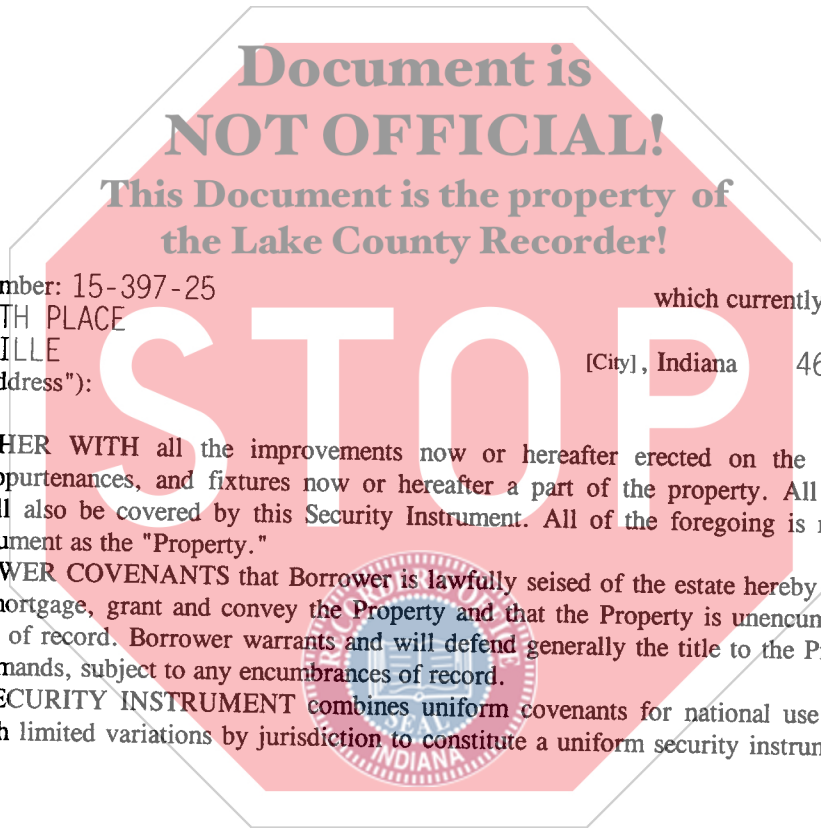 Document is
NOT OFFICIAL!
This Document is the property of
the Lake County Recorder!
mber: 15-397-25
which currently
TH PLACE
ILLE
[City], Indiana 46
ddress"):
STOP
HER WITH all the improvements now or hereafter erected on the
ppurtenances, and fixtures now or hereafter a part of the property. All
ll also be covered by this Security Instrument. All of the foregoing is r
ument as the "Property."
WER COVENANTS that Borrower is lawfully seised of the estate hereby
nortgage, grant and convey the Property and that the Property is unencum
of record. Borrower warrants and will defend generally the title to the P
mands, subject to any encumbrances of record.
ECURITY INSTRUMENT combines uniform covenants for national use
h limited variations by jurisdiction to constitute a uniform security instrum
SEAL
INDIANA